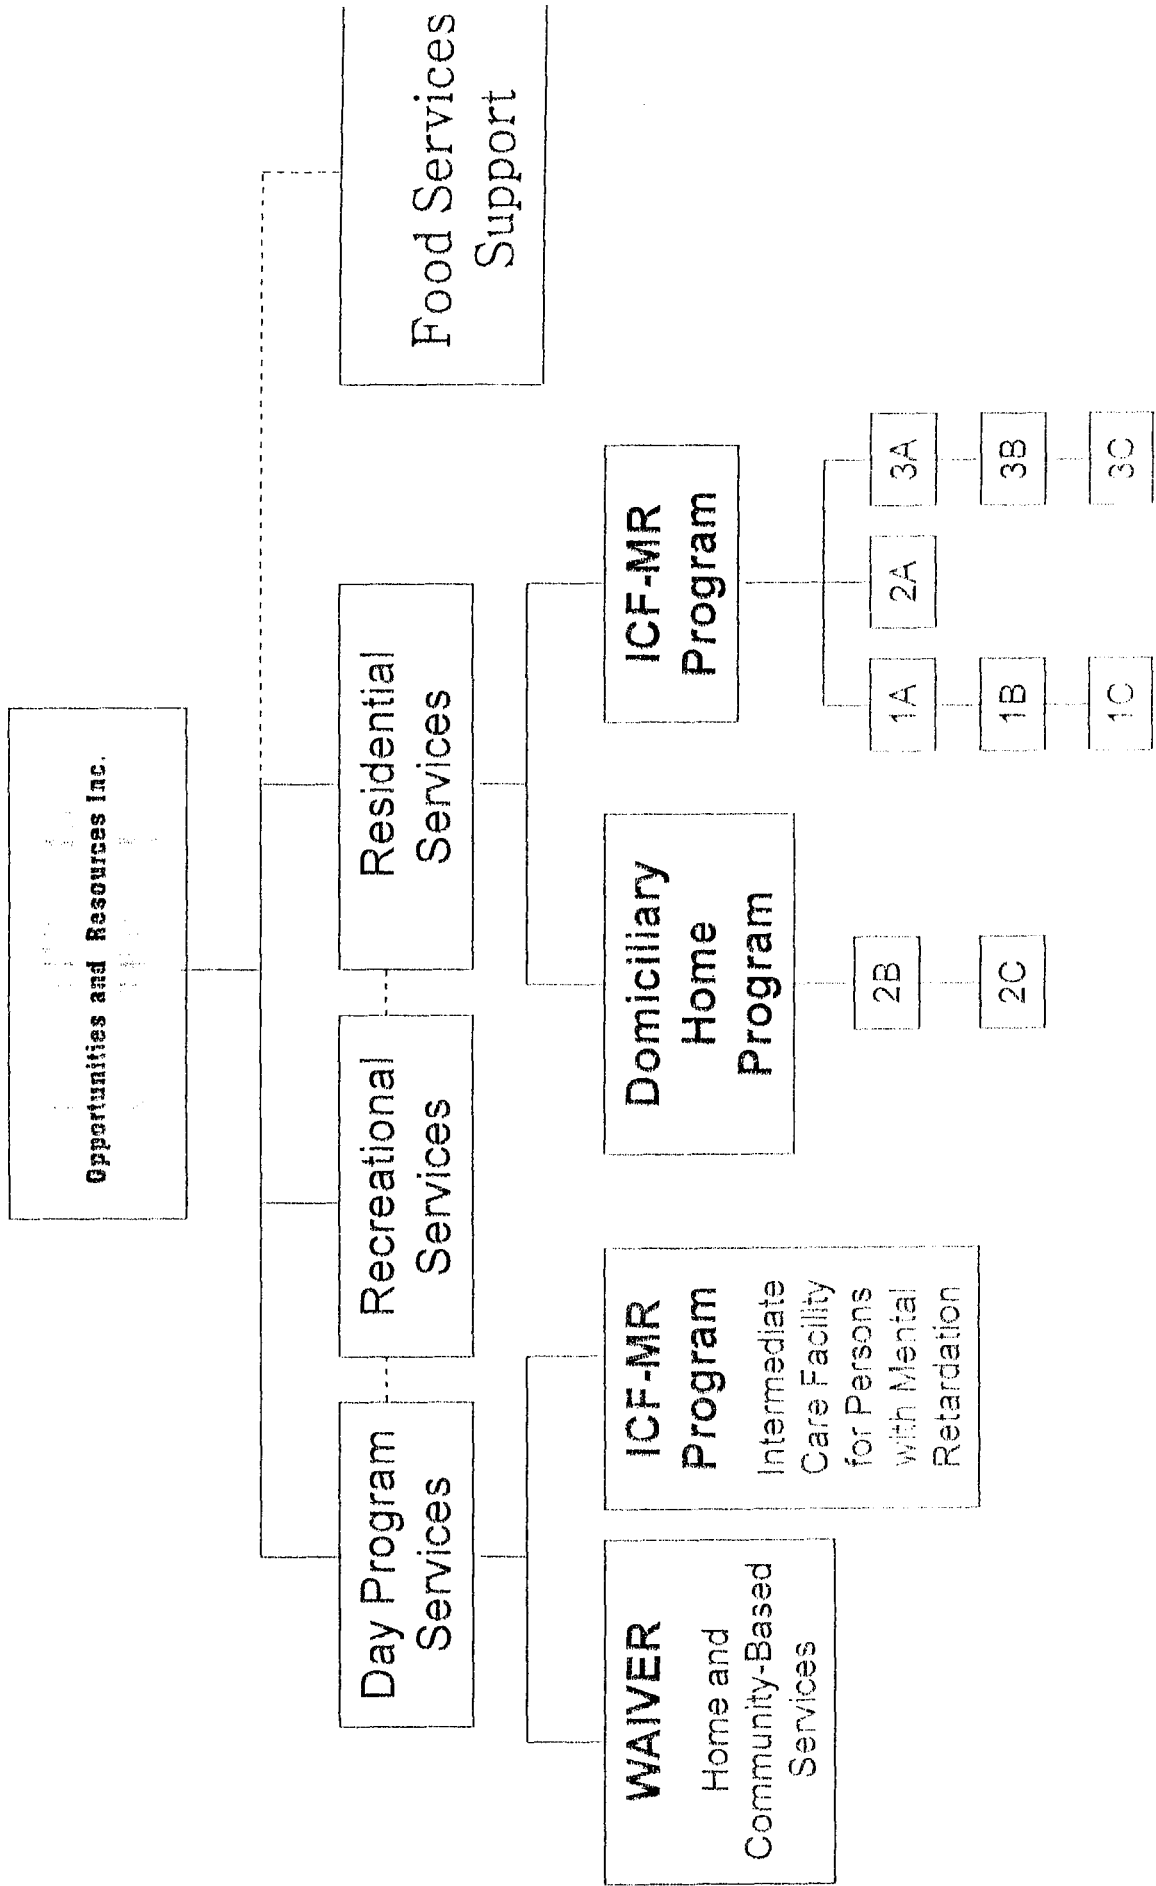 Opportunities and Resources Inc.
Day Program
Services
Recreational
Services
Residential
Services
Food Services
Support
WAIVER
Home and
Community-Based
Services
ICF-MR
Program
Intermediate
Care Facility
for Persons
with Mental
Retardation
Domiciliary
Home
Program
2B
2C
ICF-MR
Program
1A
2A
3A
1B
3B
1C
3C